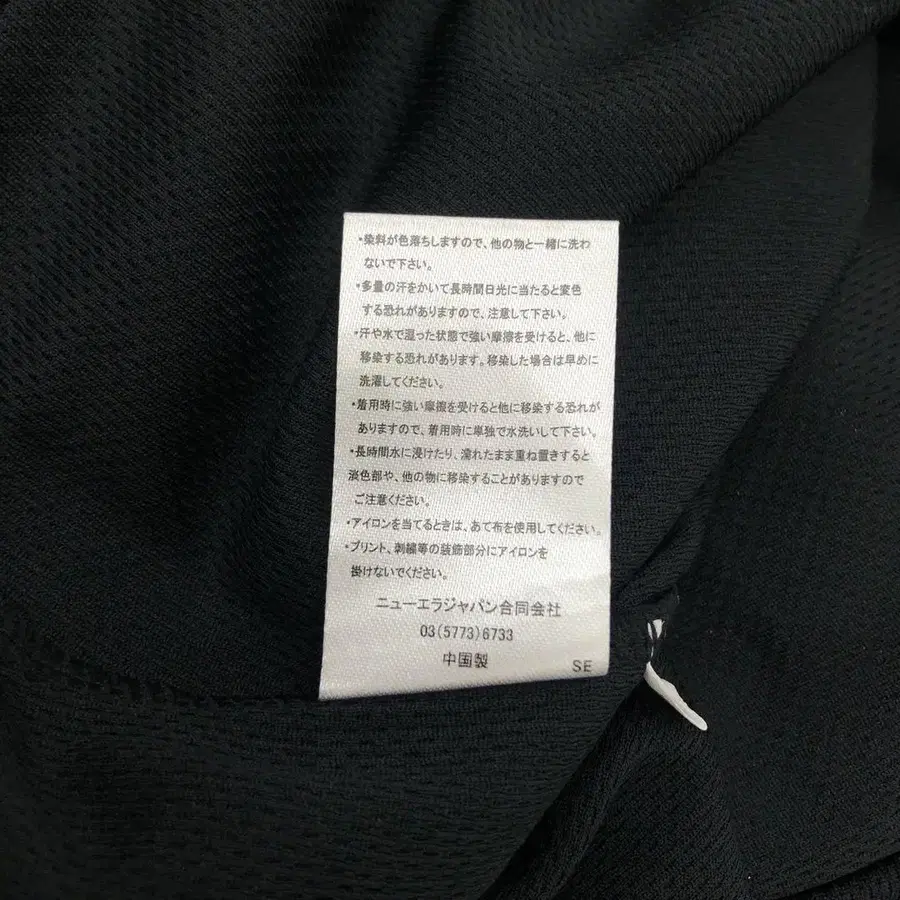 ・染料が色落ちしますので、他の物と一緒に洗わ
ないで下さい。
・多量の汗をかいて長時間日光に当たると変色
する恐れがありますので、注意して下さい。
・汗や水で湿った状態で強い摩擦を受けると、他に
移染する恐れがあります。移染した場合は早めに
洗濯してください。
・着用時に強い摩擦を受けると他に移染する恐れが
ありますので、着用時に単独で水洗いして下さい。
・長時間水に浸けたり、濡れたまま重ね置きすると
淡色部や、他の物に移染することがありますので
ご注意ください。
・アイロンを当てるときは、あて布を使用してください。
・プリント、刺繍等の装飾部分にアイロンを
掛けないでください。
ニューエラジャパン合同会社
03(5773)6733
中国製
SE